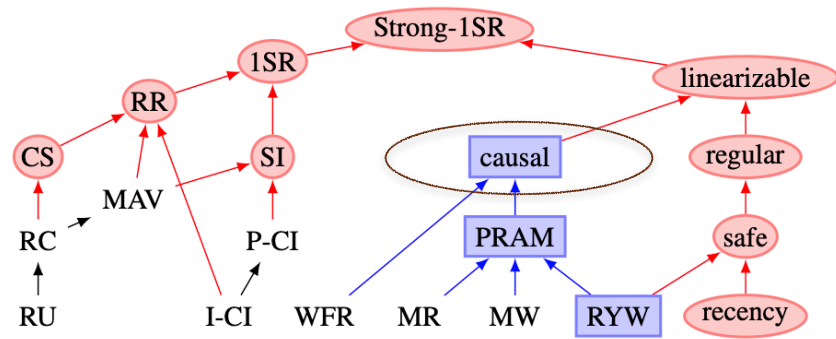 Strong-1SR
1SR
linearizable
RR
CS
SI
causal
regular
MAV
RC
P-CI
PRAM
safe
RU
I-CI
WFR
MR
MW
RYW
recency